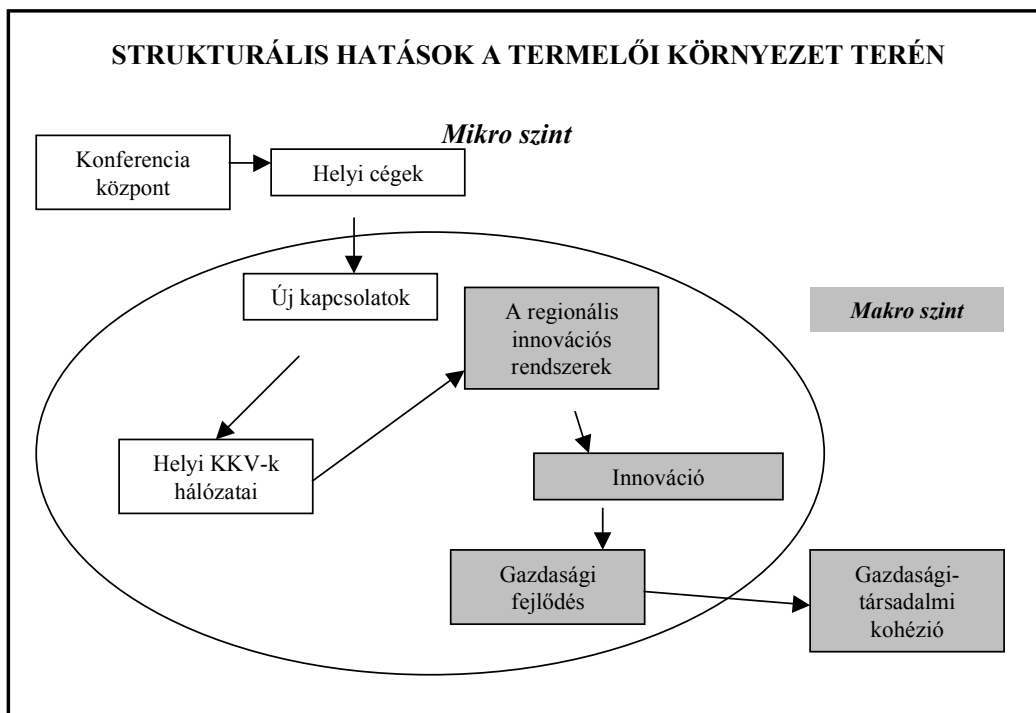 STRUKTURÁLIS HATÁSOK A TERMELŐI KÖRNYEZET TERÉN
Mikro szint
Konferencia
központ
Helyi cégek
Új kapcsolatok
A regionális
innovációs
rendszerek
Makro szint
Helyi KKV-k
hálózatai
Innováció
Gazdasági
fejlődés
Gazdasági-
társadalmi
kohézió